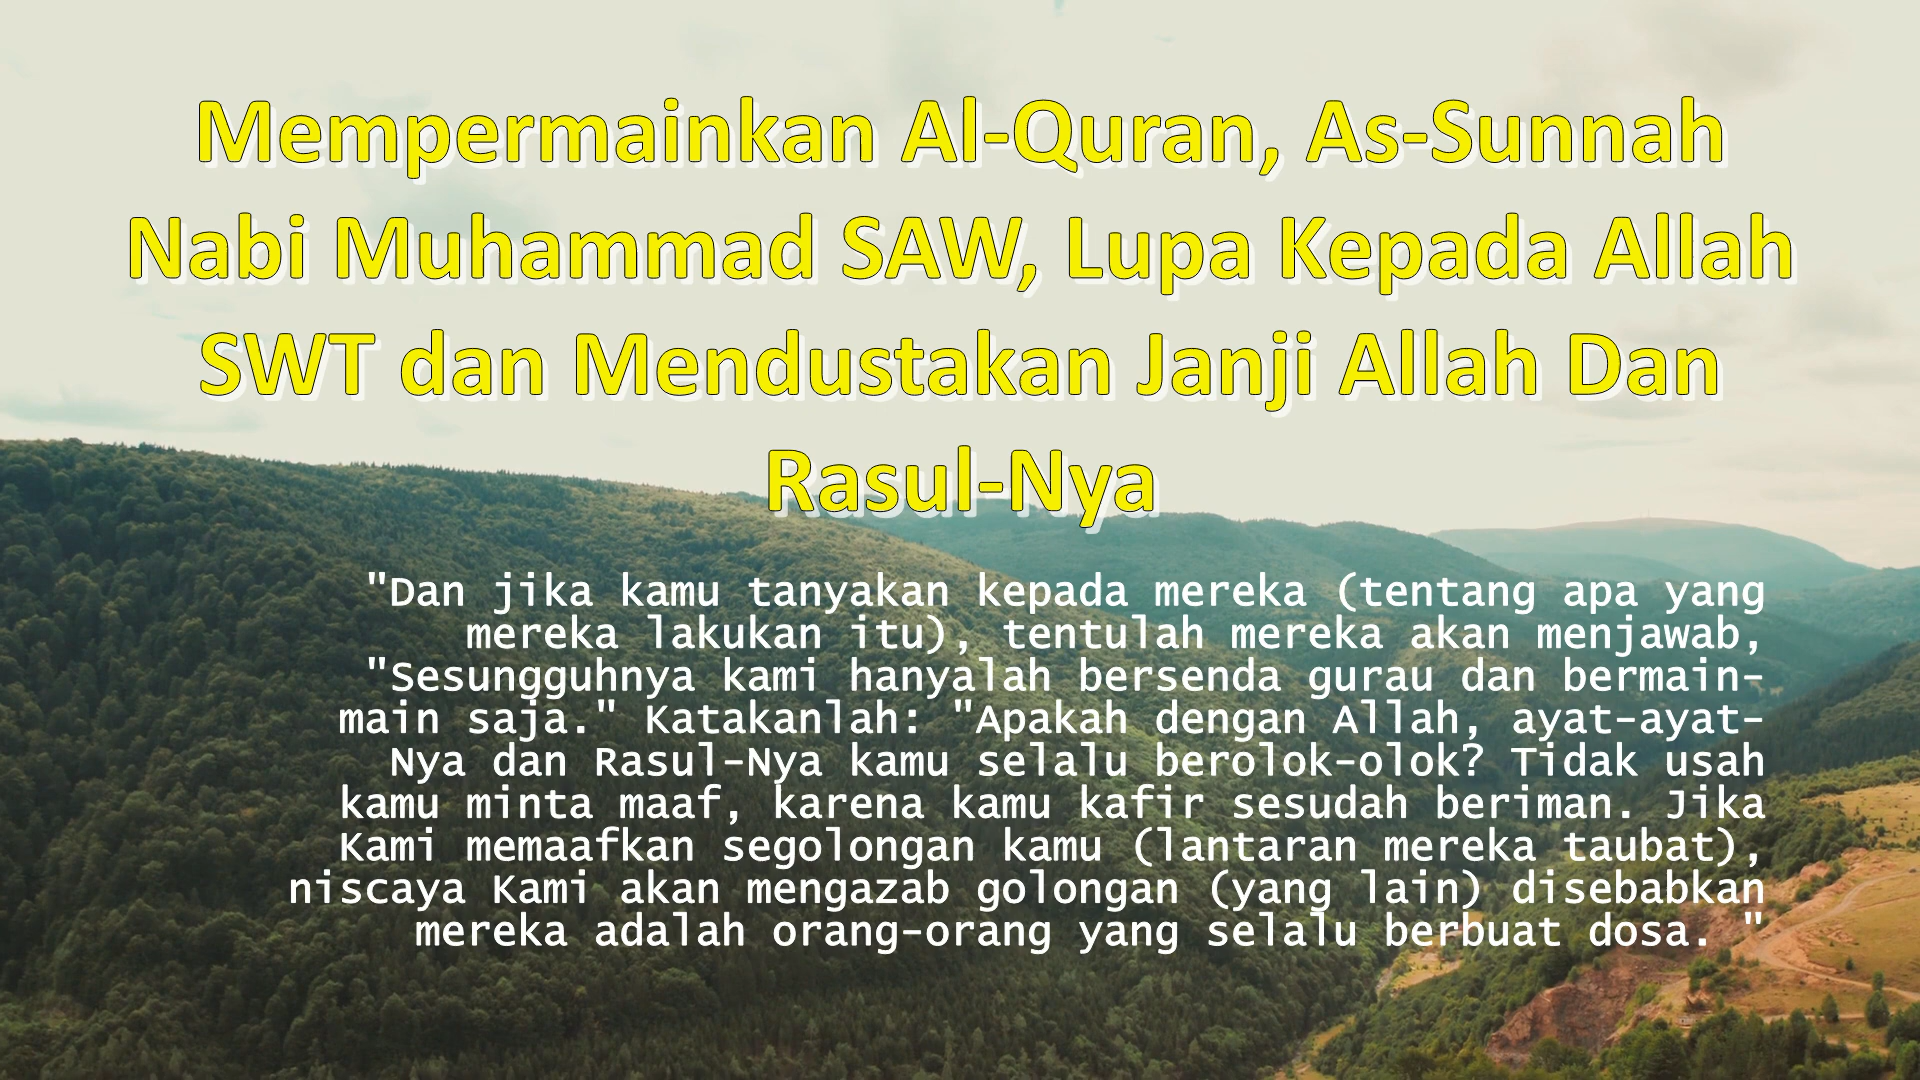 Mempermainkan Al-Quran, As-Sunnah
Nabi Muhammad SAW, Lupa Kepada Allah
SWT dan Mendustakan Janji Allah Dan
Rasul-Nya
"Dan jika kamu tanyakan kepada mereka (tentang apa yang
mereka lakukan itu), tentulah mereka akan menjawab,
"Sesungguhnya kami hanyalah bersenda gurau dan bermain-
main saja." Katakanlah: "Apakah dengan Allah, ayat-ayat-
Nya dan Rasul-Nya kamu selalu berolok-olok? Tidak usah
kamu minta maaf, karena kamu kafir sesudah beriman. Jika
Kami memaafkan segolongan kamu (lantaran mereka taubat),
niscaya Kami akan mengazab golongan (yang lain) disebabkan
mereka adalah orang-orang yang selalu berbuat dosa. "